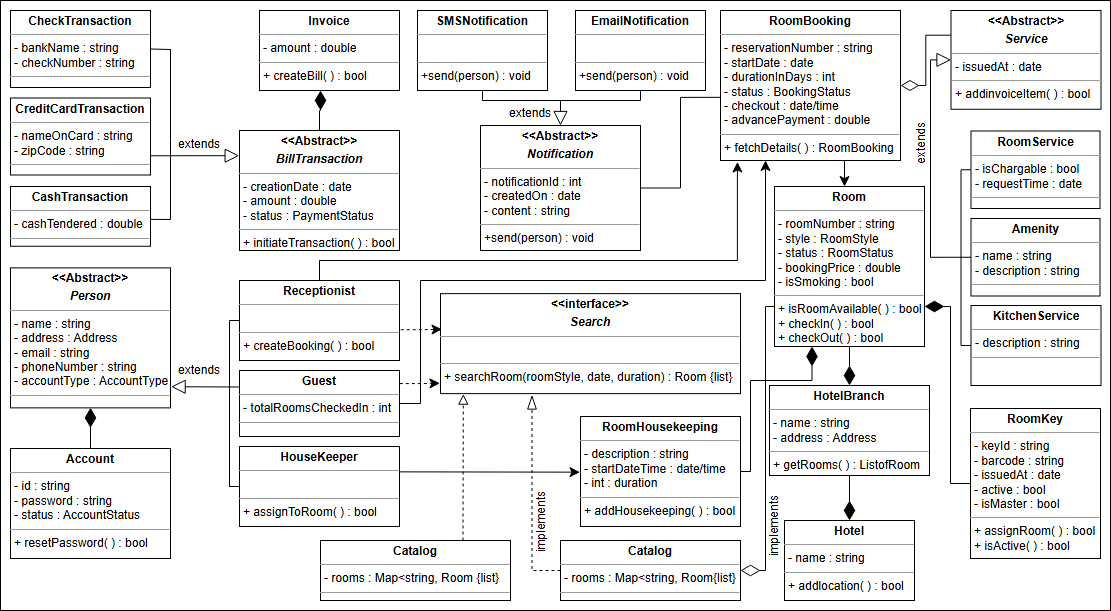 CheckTransaction
- bankName : string
- checkNumber : string
CreditCardTransaction
- nameOnCard : string
- zipCode : string
CashTransaction
- cashTendered : double
extends
Invoice
- amount : double
+ createBill( ) : bool
<<Abstract>>
BillTransaction
- creationDate : date
- amount : double
- status : PaymentStatus
+ initiateTransaction( ) : bool
SMSNotification
+send(person) : void
EmailNotification
+send(person) : void
extends
<<Abstract>>
Notification
- notificationId : int
- createdOn : date
- content : string
+send(person) : void
RoomBooking
- reservationNumber : string
- startDate : date
- durationInDays : int
- status : BookingStatus
- checkout : date/time
- advancePayment : double
+ fetchDetails( ) : RoomBooking
<<Abstract>>
Service
- issuedAt : date
+ addinvoiceItem( ) : bool
extends
RoomService
- isChargable : bool
- requestTime : date
Amenity
- name : string
- description : string
KitchenService
- description : string
Room
- roomNumber : string
- style : RoomStyle
- status : RoomStatus
- bookingPrice : double
- isSmoking : bool
+ isRoomAvailable( ) : bool
+ checkIn( ) : bool
+ checkOut( ) : bool
<<Abstract>>
Person
- name : string
- address : Address
- email : string
- phoneNumber : string
- accountType : AccountType
extends
Account
- id : string
- password : string
- status : AccountStatus
+ resetPassword( ) : bool
Receptionist
+ createBooking( ) : bool
Guest
- totalRoomsCheckedIn : int
HouseKeeper
+ assignToRoom( ) : bool
<<interface>>
Search
+ searchRoom(roomStyle, date, duration) : Room {list}
RoomHousekeeping
- description : string
- startDateTime : date/time
- int : duration
+ addHousekeeping( ) : bool
HotelBranch
- name : string
- address : Address
+ getRooms( ) : ListofRoom
RoomKey
- keyId : string
- barcode : string
- issuedAt : date
- active : bool
- isMaster : bool
+ assignRoom( ) : bool
+ isActive( ) : bool
Catalog
- rooms : Map<string, Room {list}
implements
Catalog
- rooms : Map<string, Room{list}
implements
Hotel
- name : string
+ addlocation( ) : bool